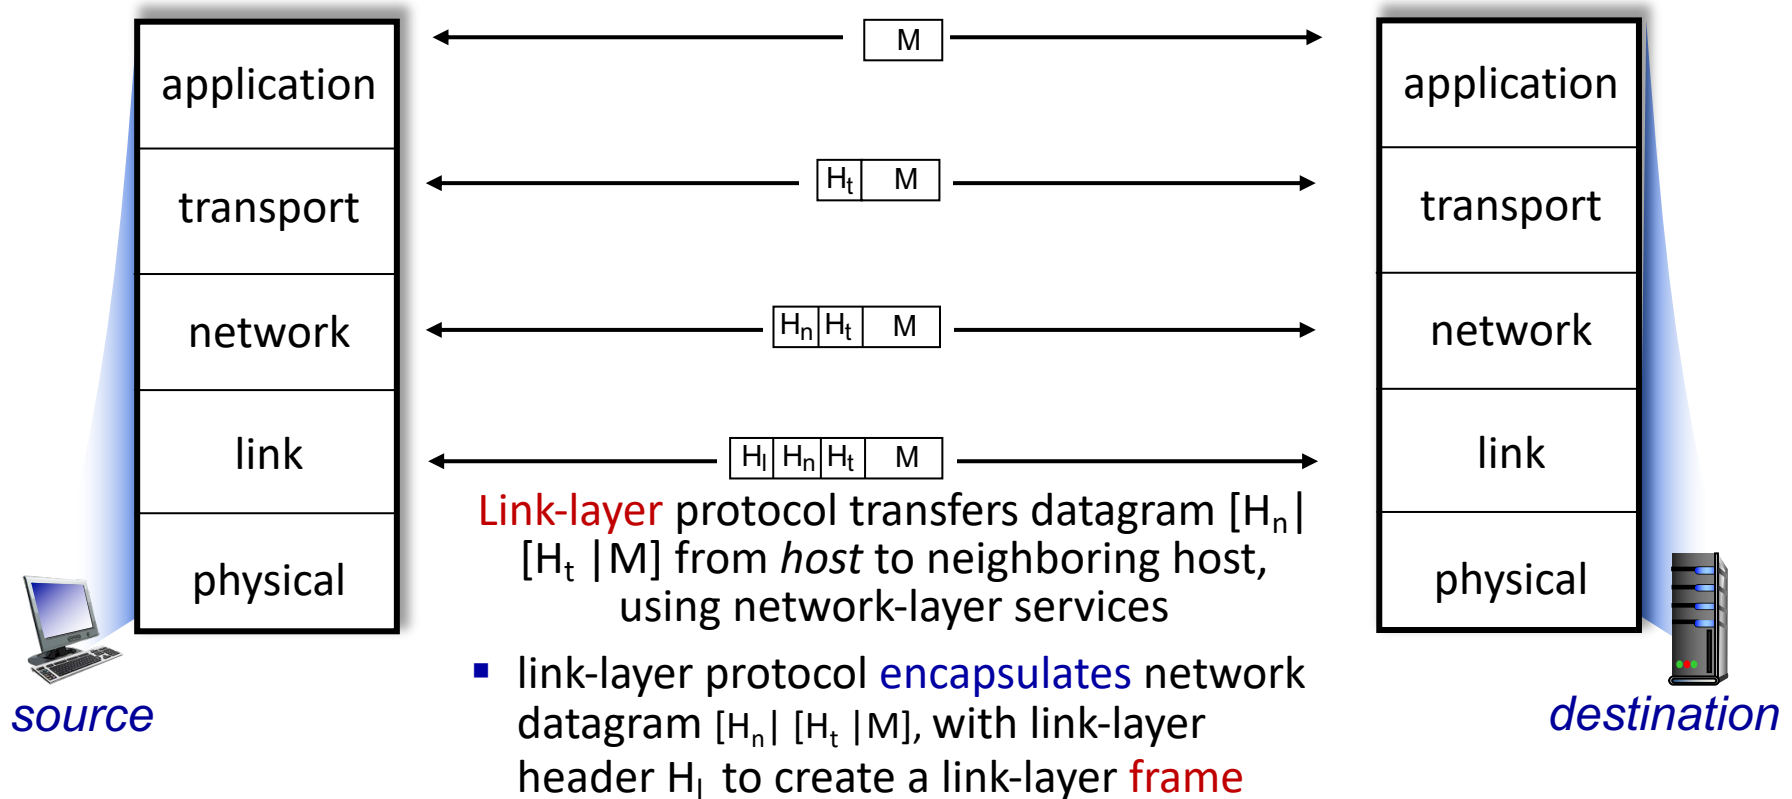 M
application
application
Ht M
transport
transport
Hn Ht M
network
network
link
Hl Hn Ht M
link
Link-layer protocol transfers datagram [Hn|
[Ht |M] from host to neighboring host,
using network-layer services
physical
physical
▪ link-layer protocol encapsulates network
datagram [Hn| [Ht |M], with link-layer
header Hl to create a link-layer frame
source
destination